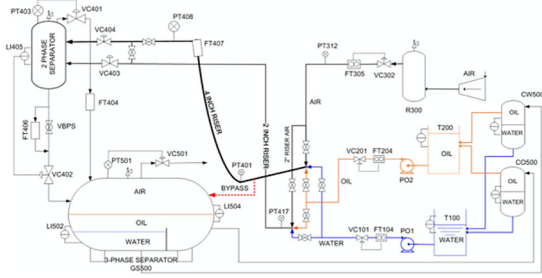 PT403
VC401
PT408
VC404
FT407
LI405
2 PHASE
SEPARATOR
VC403
PT312
FT305
VC302
AIR
R300
CW500
OIL
WATER
FT404
4 INCH RISER
AIR
2 INCH RISER
2" RISER AIR
FT406
VBPS
T200
OIL
VC201
FT204
PO2
CO500
OIL
WATER
VC402
PT501
VC501
PT401
BYPASS
OIL
AIR
LI504
PT417
OIL
LI502
WATER
3-PHASE SEPARATOR
GS500
WATER
VC101
FT104
PO1
T100
WATER